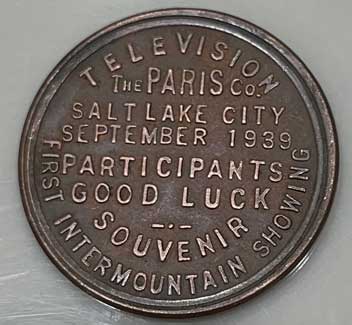 TELEVISION
THE PARIS CO.
SALT LAKE CITY
SEPTEMBER 1939
PARTICIPANTS
GOOD LUCK
SOUVENIR
FIRST INTERMOUNTAIN SHOWING